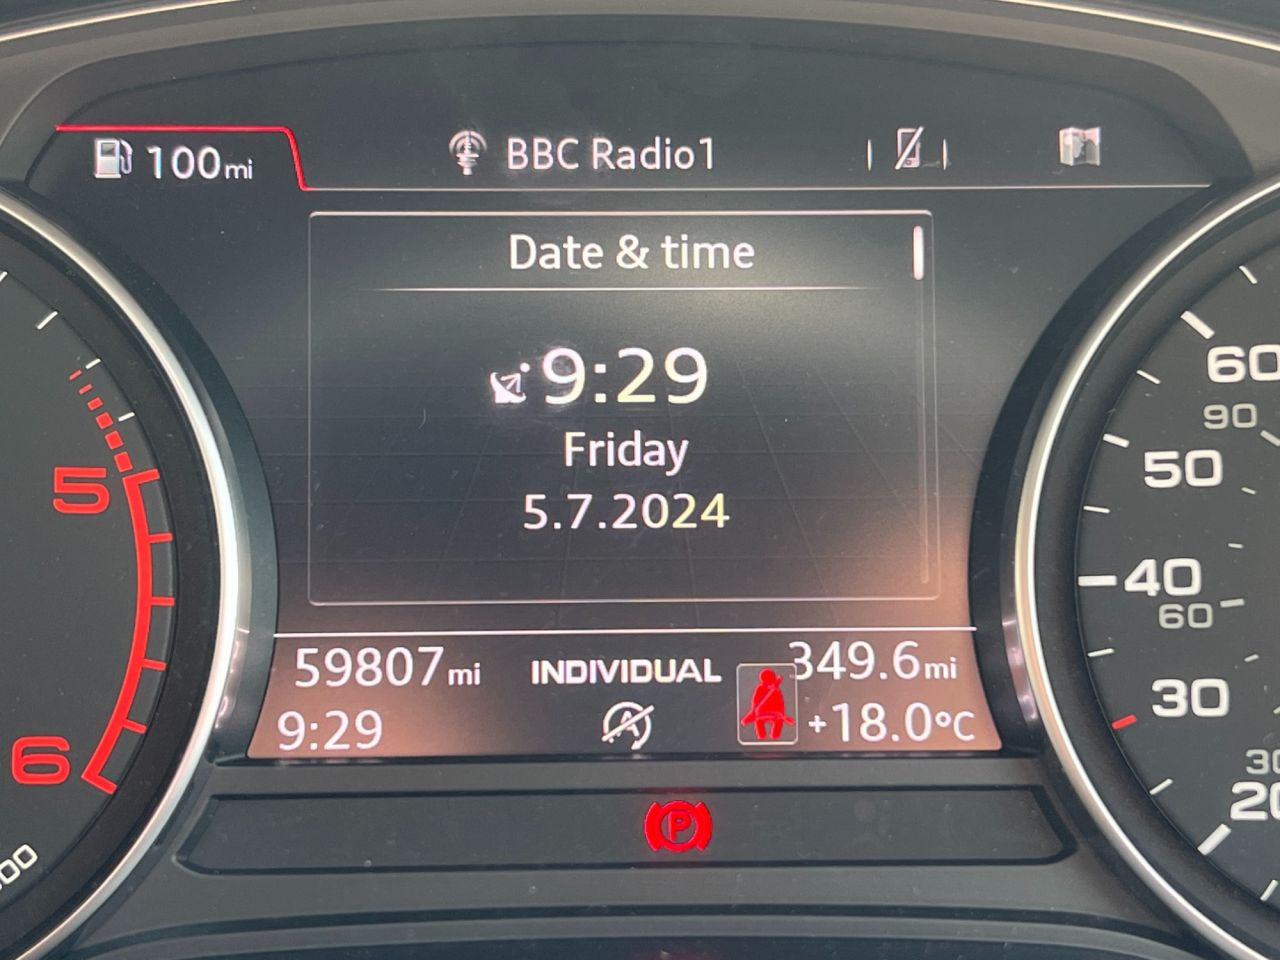 100mi
BBC Radio1
Date & time
9:29
Friday
5.7.2024
59807mi
INDIVIDUAL
349.6mi
9:29
A
+18.0°C
P
5
6
60
90
50
40
60
30
30